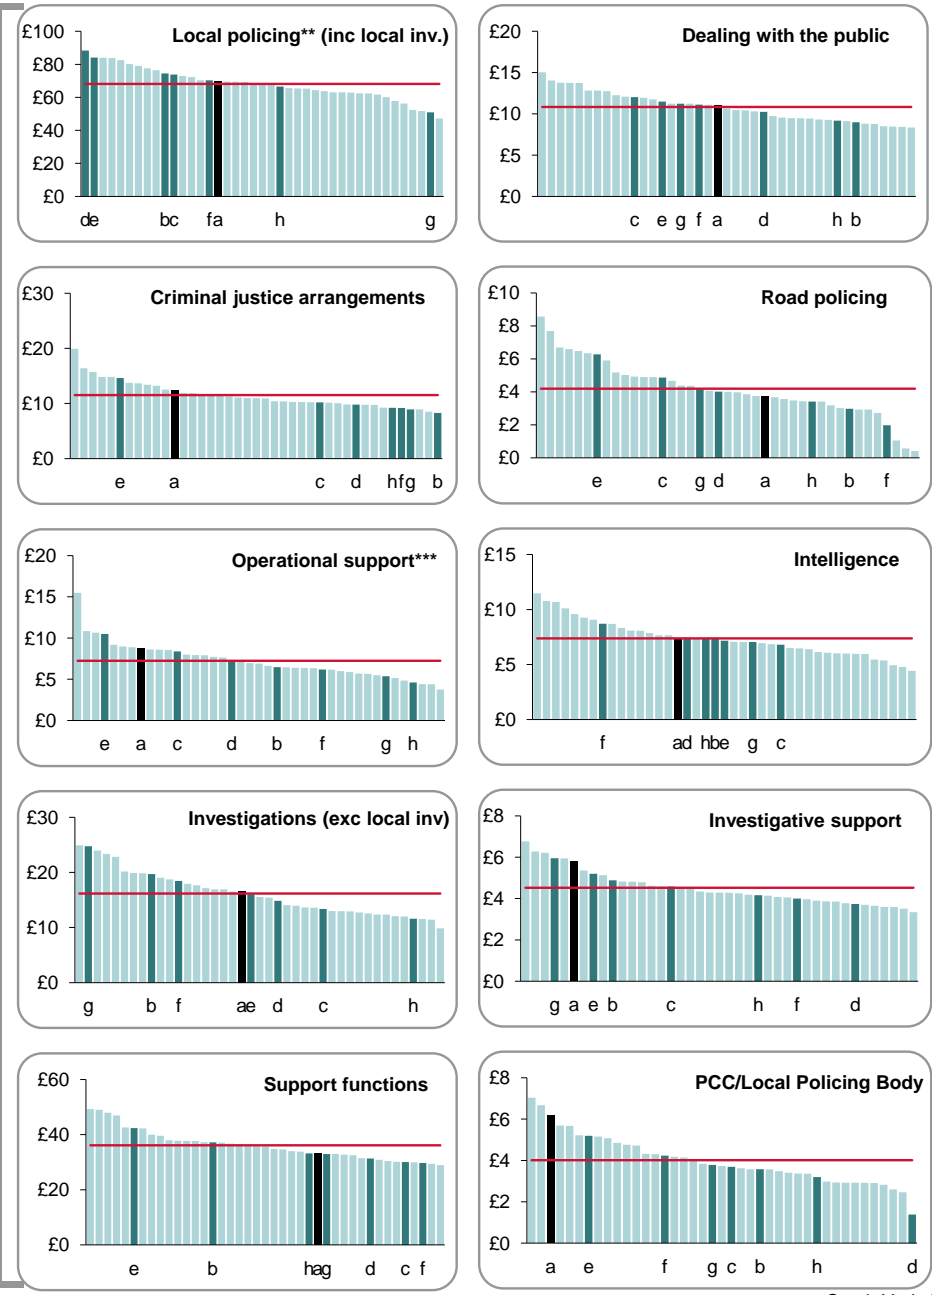 Local policing** (inc local inv.)
£100
£80
£60
£40
£20
£0
de bc fa h g
Dealing with the public
£20
£15
£10
£5
£0
c e g f a d h b
Criminal justice arrangements
£30
£20
£10
£0
e a c d hfg b
Road policing
£10
£8
£6
£4
£2
£0
e c g d a h b f
Operational support***
£20
£15
£10
£5
£0
e a c d b f g h
Intelligence
£15
£10
£5
£0
f ad hbe g c
Investigations (exc local inv)
£30
£20
£10
£0
g b f ae d c h
Investigative support
£8
£6
£4
£2
£0
g a e b c h f d
Support functions
£60
£40
£20
£0
e b hag d c f
PCC/Local Policing Body
£8
£6
£4
£2
£0
a e f g c b h d